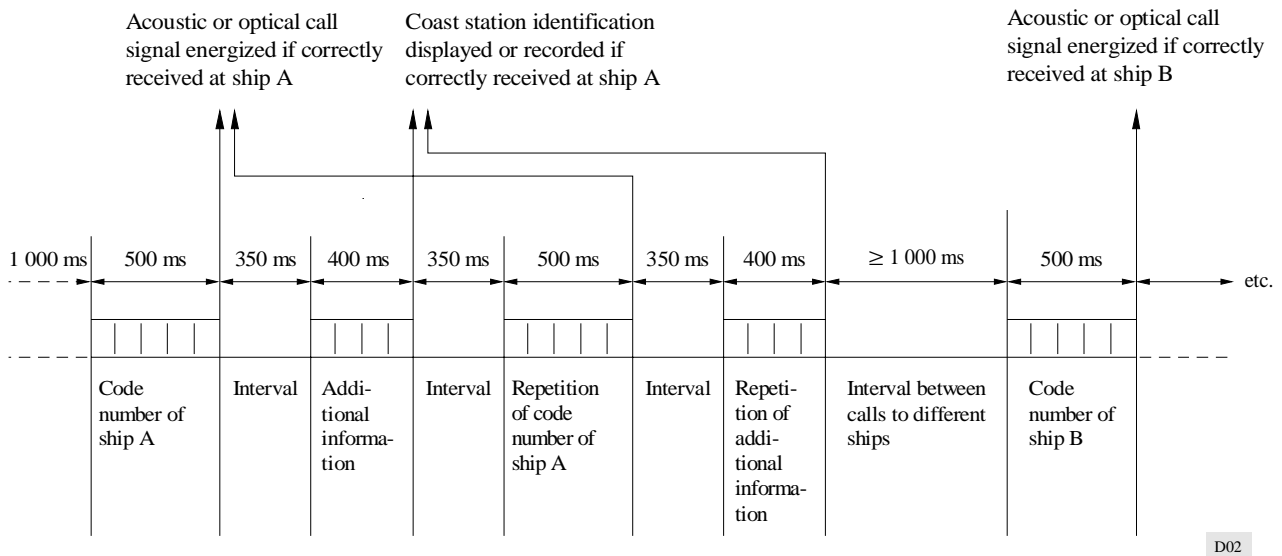 Acoustic or optical call
signal energized if correctly
received at ship A
Coast station identification
displayed or recorded if
correctly received at ship A
Acoustic or optical call
signal energized if correctly
received at ship B
1 000 ms
500 ms
350 ms
400 ms
350 ms
500 ms
350 ms
400 ms
≥ 1 000 ms
500 ms
etc.
Code
number of
ship A
Interval
Addi-
tional
informa-
tion
Interval
Repetition
of code
number of
ship A
Interval
Repeti-
tion of
addi-
tional
informa-
tion
Interval between
calls to different
ships
Code
number of
ship B
D02